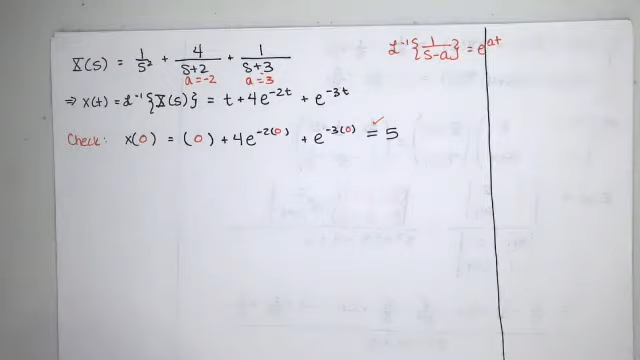 X(s) = 1/s² + 4/(s+2) + 1/(s+3)
a=-2 a=3
ℒ⁻¹{1/(s-a)} = e^(at)
⇒ x(t) = ℒ⁻¹{X(s)} = t + 4e^(-2t) + e^(-3t)
Check: x(0) = (0) + 4e^(-2(0)) + e^(-3(0)) = 5 ✓